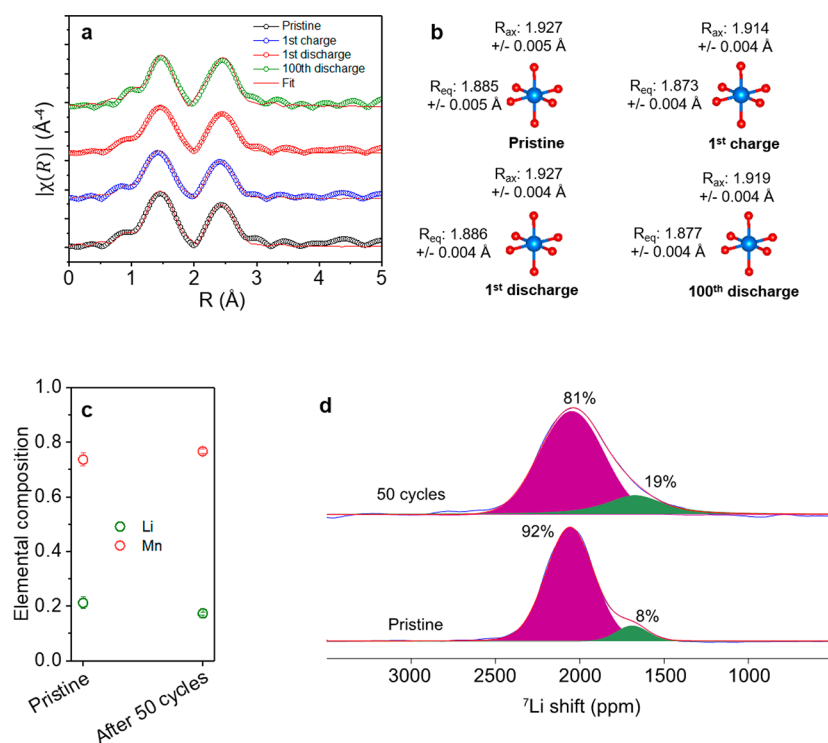 a
Pristine
1st charge
1st discharge
100th discharge
Fit
|χ(R)| (Å-4)
0 1 2 3 4 5
R (Å)
b
Rax: 1.927
+/- 0.005 Å
Req: 1.885
+/- 0.005 Å
Pristine
Rax: 1.914
+/- 0.004 Å
Req: 1.873
+/- 0.004 Å
1st charge
Rax: 1.927
+/- 0.004 Å
Req: 1.886
+/- 0.004 Å
1st discharge
Rax: 1.919
+/- 0.004 Å
Req: 1.877
+/- 0.004 Å
100th discharge
c
1.0
0.8
0.6
0.4
0.2
0.0
Elemental composition
Li
Mn
Pristine
After 50 cycles
d
81%
19%
50 cycles
92%
8%
Pristine
3000 2500 2000 1500 1000
7Li shift (ppm)